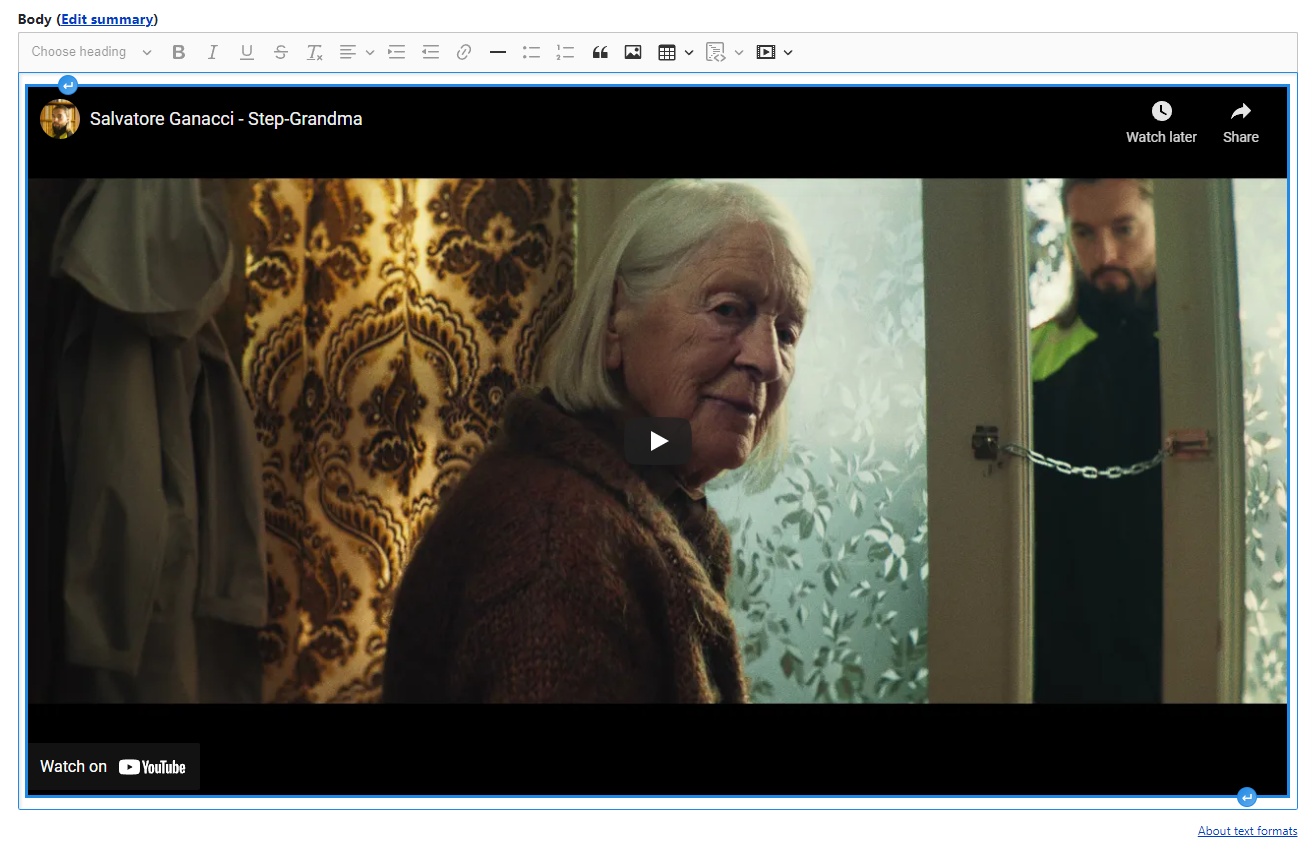 Body (Edit summary)
Choose heading
Salvatore Ganacci - Step-Grandma
Watch later
Share
Watch on YouTube
About text formats